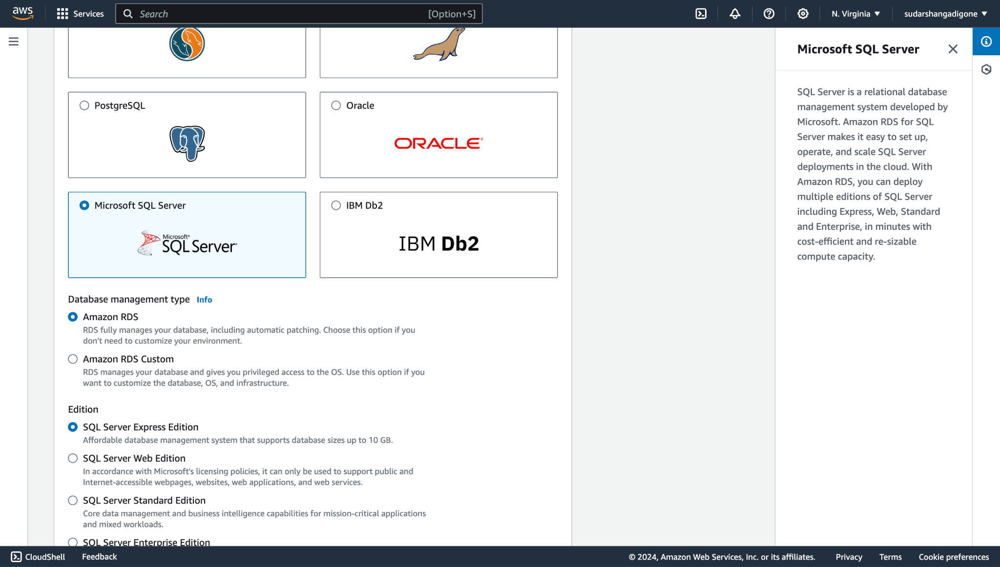 aws
Services
Search
[Option+S]
N. Virginia
sudarshangadigone
PostgreSQL
Oracle
ORACLE®
Microsoft SQL Server
Microsoft®
SQL Server®
IBM Db2
IBM Db2
Database management type Info
Amazon RDS
RDS fully manages your database, including automatic patching. Choose this option if you
don't need to customize your environment.
Amazon RDS Custom
RDS manages your database and gives you privileged access to the OS. Use this option if you
want to customize the database, OS, and infrastructure.
Edition
SQL Server Express Edition
Affordable database management system that supports database sizes up to 10 GB.
SQL Server Web Edition
In accordance with Microsoft's licensing policies, it can only be used to support public and
Internet-accessible webpages, websites, web applications, and web services.
SQL Server Standard Edition
Core data management and business intelligence capabilities for mission-critical applications
and mixed workloads.
SQL Server Enterprise Edition
Microsoft SQL Server
SQL Server is a relational database
management system developed by
Microsoft. Amazon RDS for SQL
Server makes it easy to set up,
operate, and scale SQL Server
deployments in the cloud. With
Amazon RDS, you can deploy
multiple editions of SQL Server
including Express, Web, Standard
and Enterprise, in minutes with
cost-efficient and re-sizable
compute capacity.
CloudShell
Feedback
© 2024, Amazon Web Services, Inc. or its affiliates.
Privacy
Terms
Cookie preferences